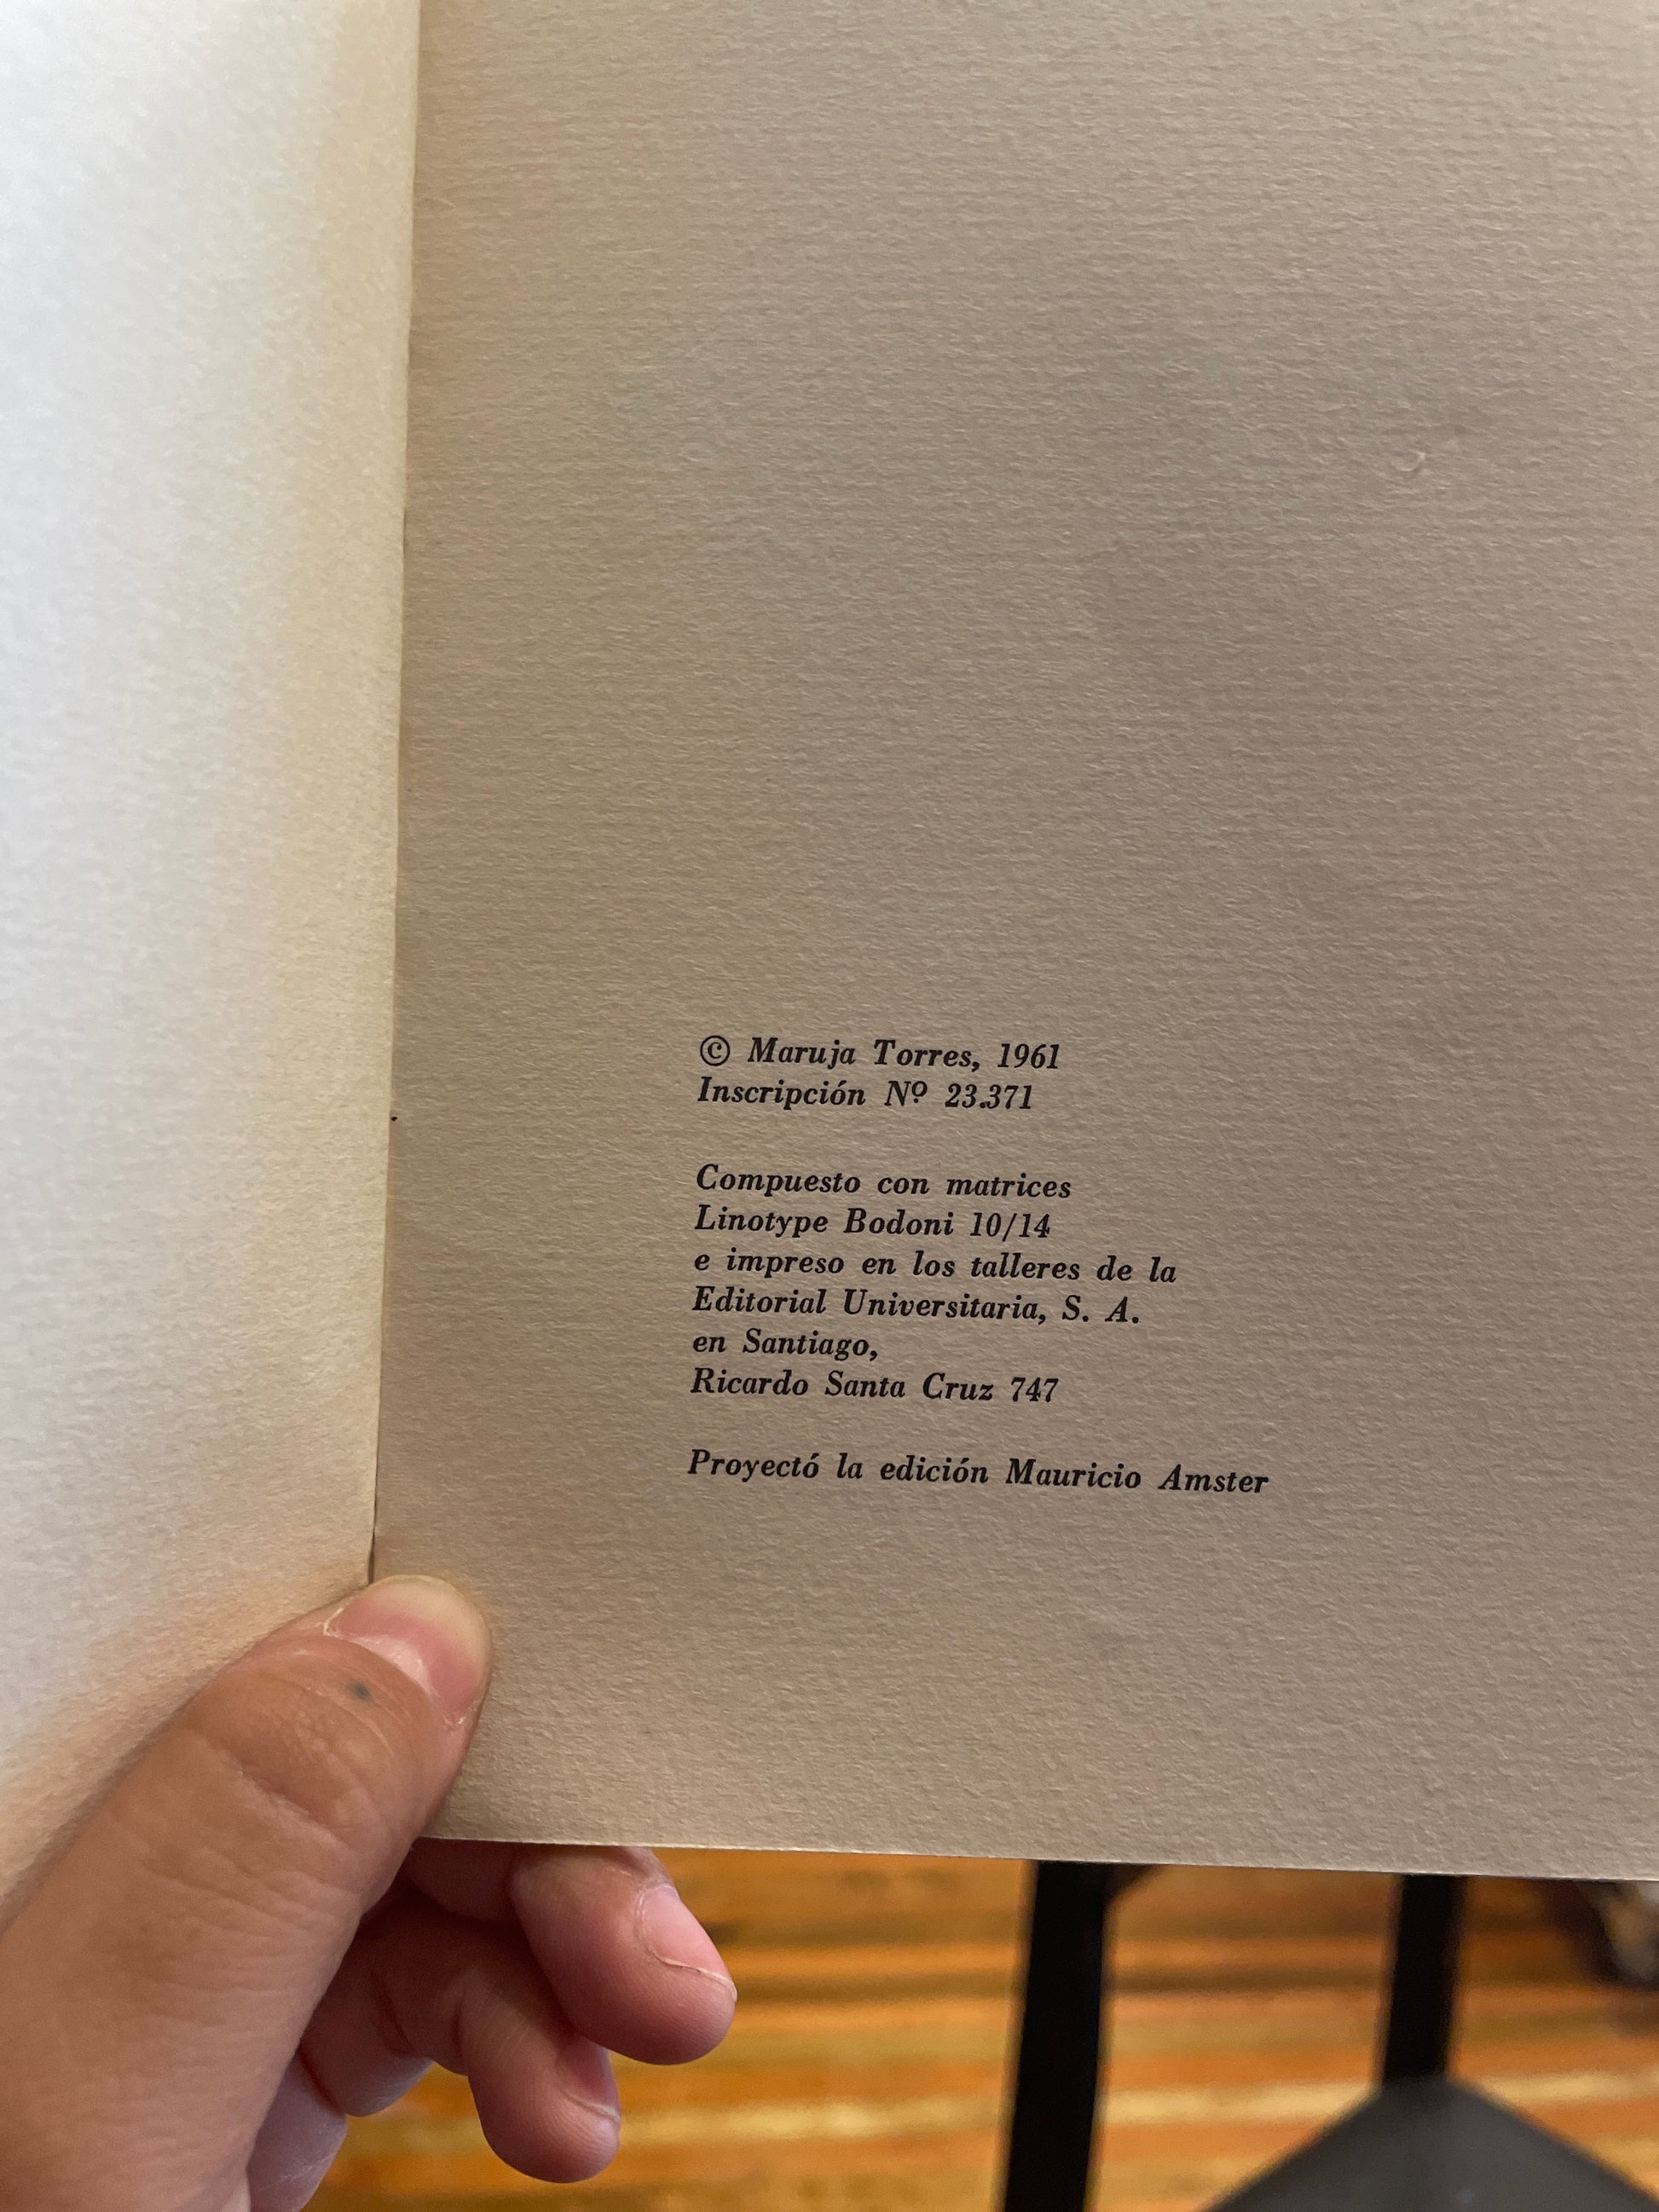 © Maruja Torres, 1961
Inscripción Nº 23.371
Compuesto con matrices
Linotype Bodoni 10/14
e impreso en los talleres de la
Editorial Universitaria, S. A.
en Santiago,
Ricardo Santa Cruz 747
Proyectó la edición Mauricio Amster